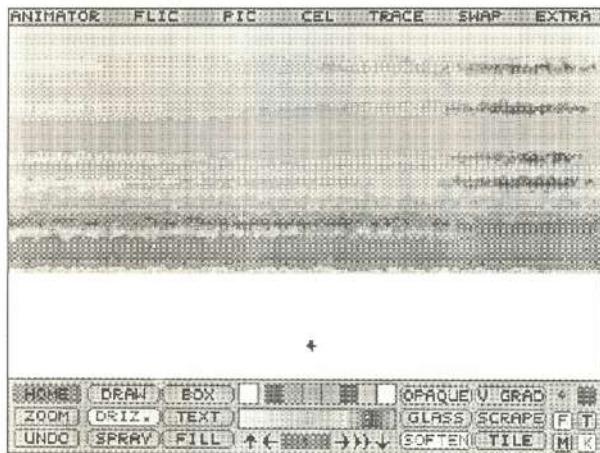 ANIMATOR FLIC PIC CEL TRACE SWAP EXTRA
HOME DRAW BOX OPAQUE V GRAD
ZOOM DRIZ. TEXT GLASS SCRAPE F T
UNDO SPRAY FILL SOFTEN TILE M K